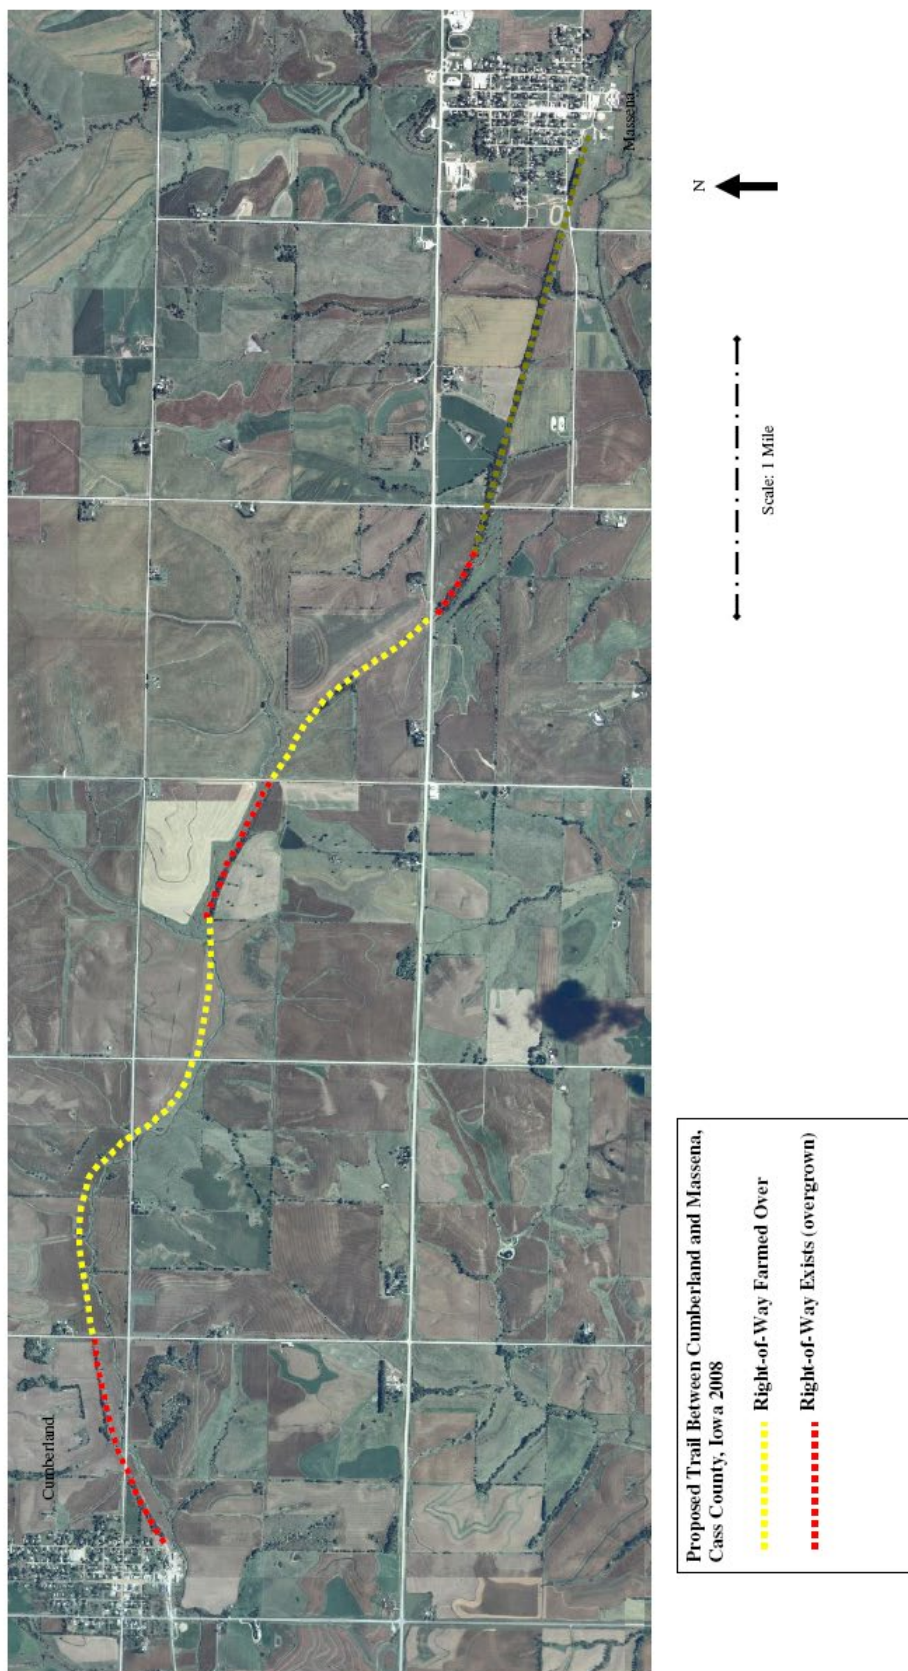 Cumberland
Massena
N
Scale: 1 Mile
Proposed Trail Between Cumberland and Massena,
Cass County, Iowa 2008
Right-of-Way Farmed Over
Right-of-Way Exists (overgrown)